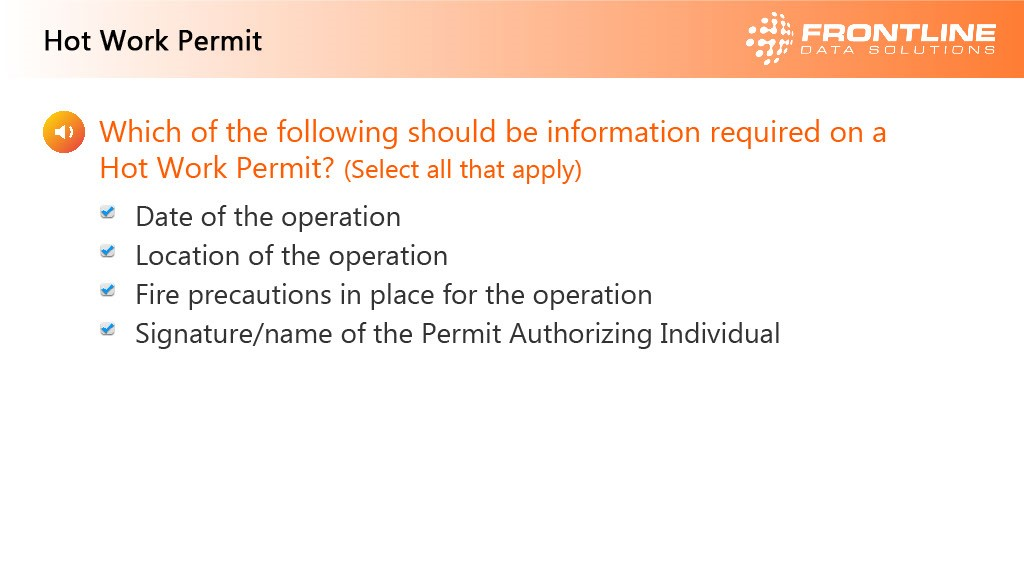 Hot Work Permit
FRONTLINE
DATA SOLUTIONS
Which of the following should be information required on a
Hot Work Permit? (Select all that apply)
Date of the operation
Location of the operation
Fire precautions in place for the operation
Signature/name of the Permit Authorizing Individual